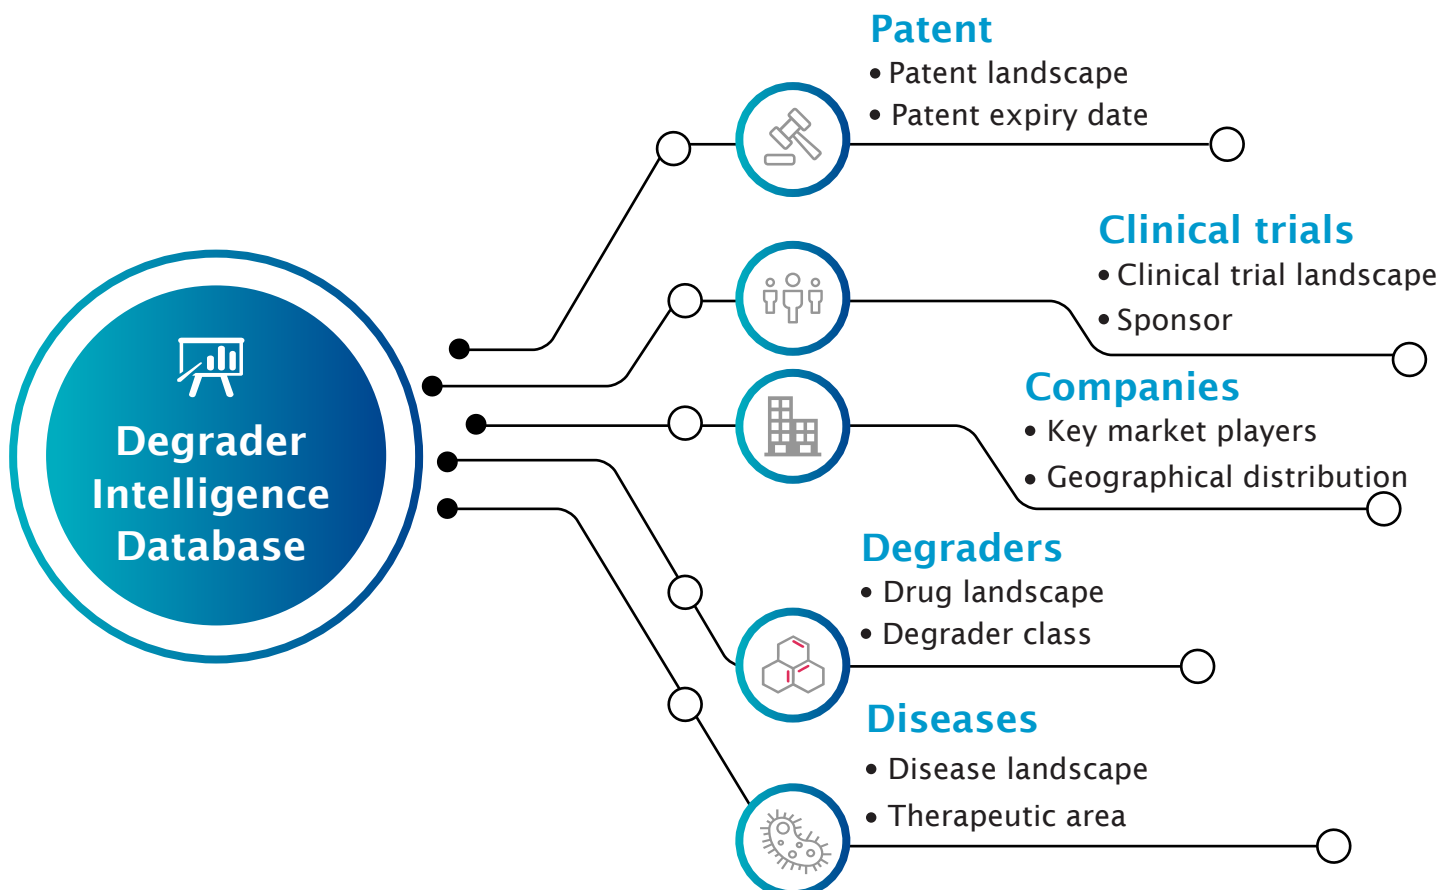 Degrader
Intelligence
Database
Patent
• Patent landscape
• Patent expiry date
Clinical trials
• Clinical trial landscape
• Sponsor
Companies
• Key market players
• Geographical distribution
Degraders
• Drug landscape
• Degrader class
Diseases
• Disease landscape
• Therapeutic area